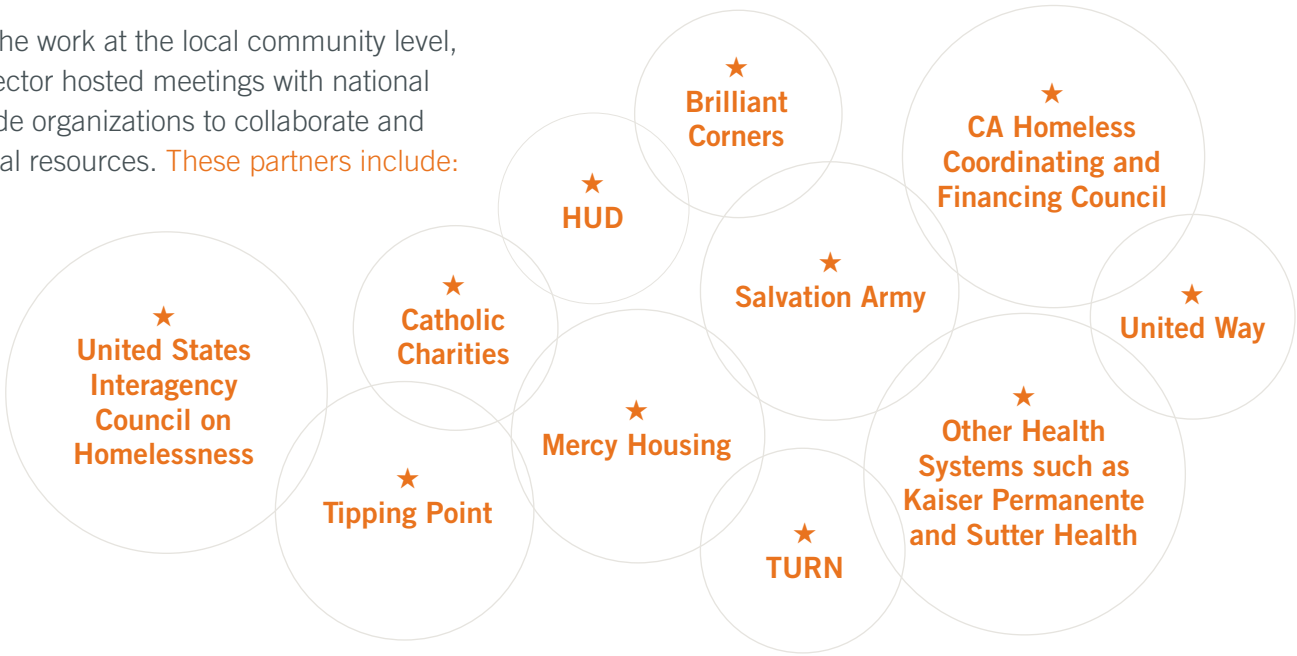 he work at the local community level,
ector hosted meetings with national
de organizations to collaborate and
al resources. These partners include:
★
Brilliant
Corners
★
CA Homeless
Coordinating and
Financing Council
★
HUD
★
Salvation Army
★
United Way
★
Catholic
Charities
★
United States
Interagency
Council on
Homelessness
★
Mercy Housing
★
Other Health
Systems such as
Kaiser Permanente
and Sutter Health
★
Tipping Point
★
TURN